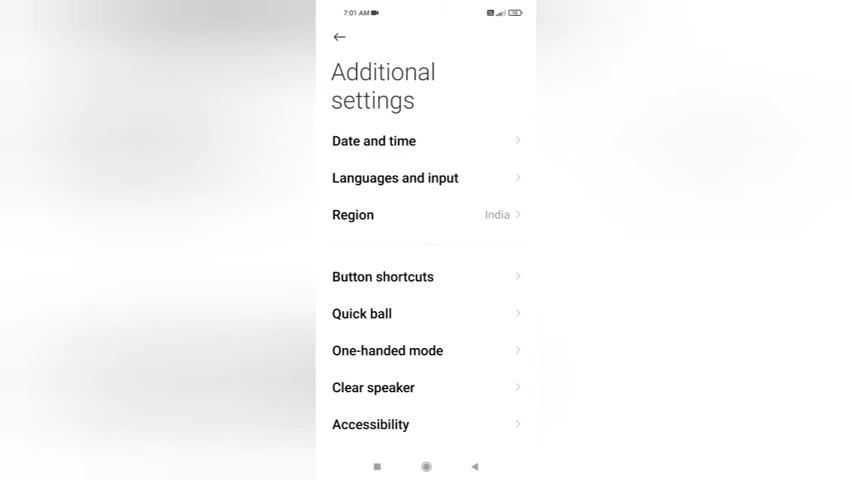 7:01 AM
Additional
settings
Date and time
Languages and input
Region India
Button shortcuts
Quick ball
One-handed mode
Clear speaker
Accessibility